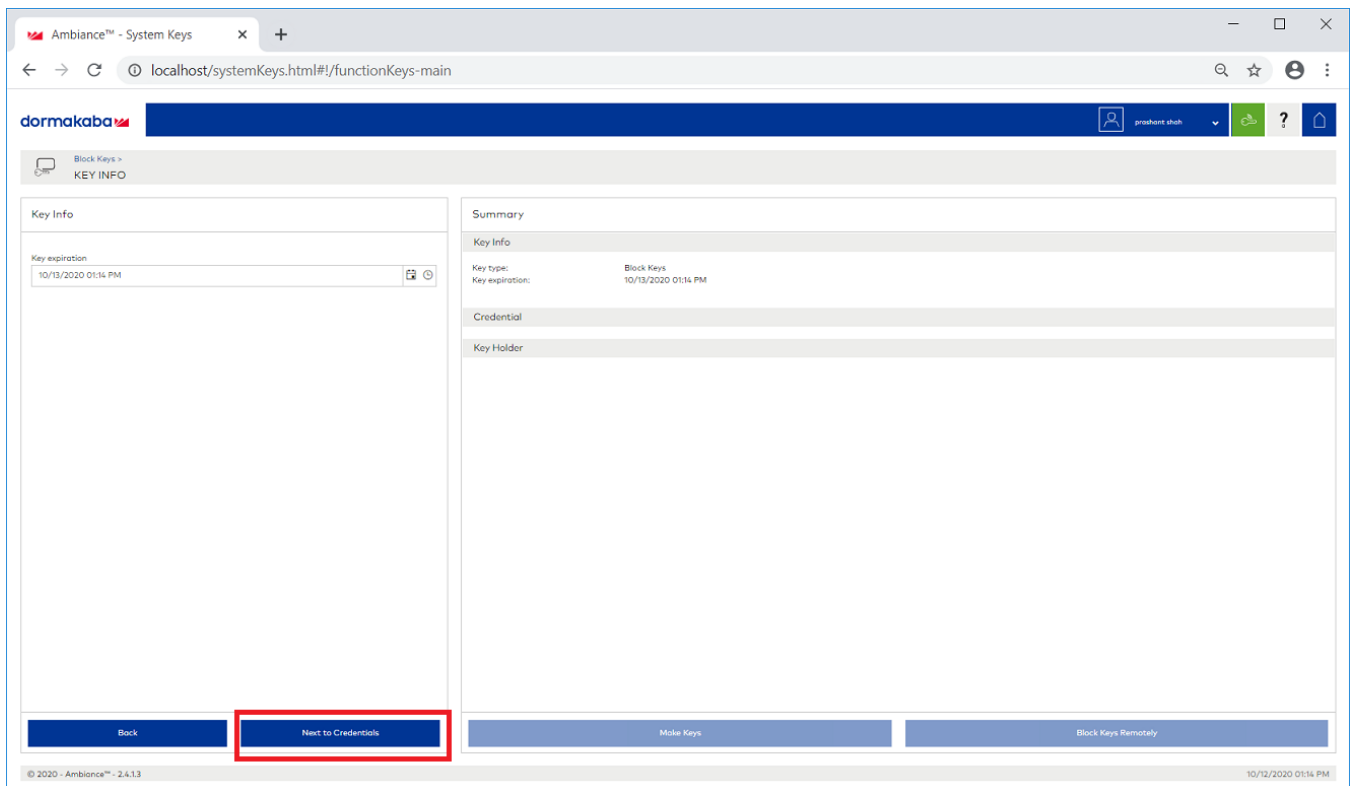 Ambiance™ - System Keys
localhost/systemKeys.html#!/functionKeys-main
dormakaba
prashant shah
?
Block Keys >
KEY INFO
Key Info
Key expiration
10/13/2020 01:14 PM
Back
Next to Credentials
Summary
Key Info
Key type: Block Keys
Key expiration: 10/13/2020 01:14 PM
Credential
Key Holder
Make Keys
Block Keys Remotely
© 2020 - Ambiance™ - 2.4.1.3
10/12/2020 01:14 PM